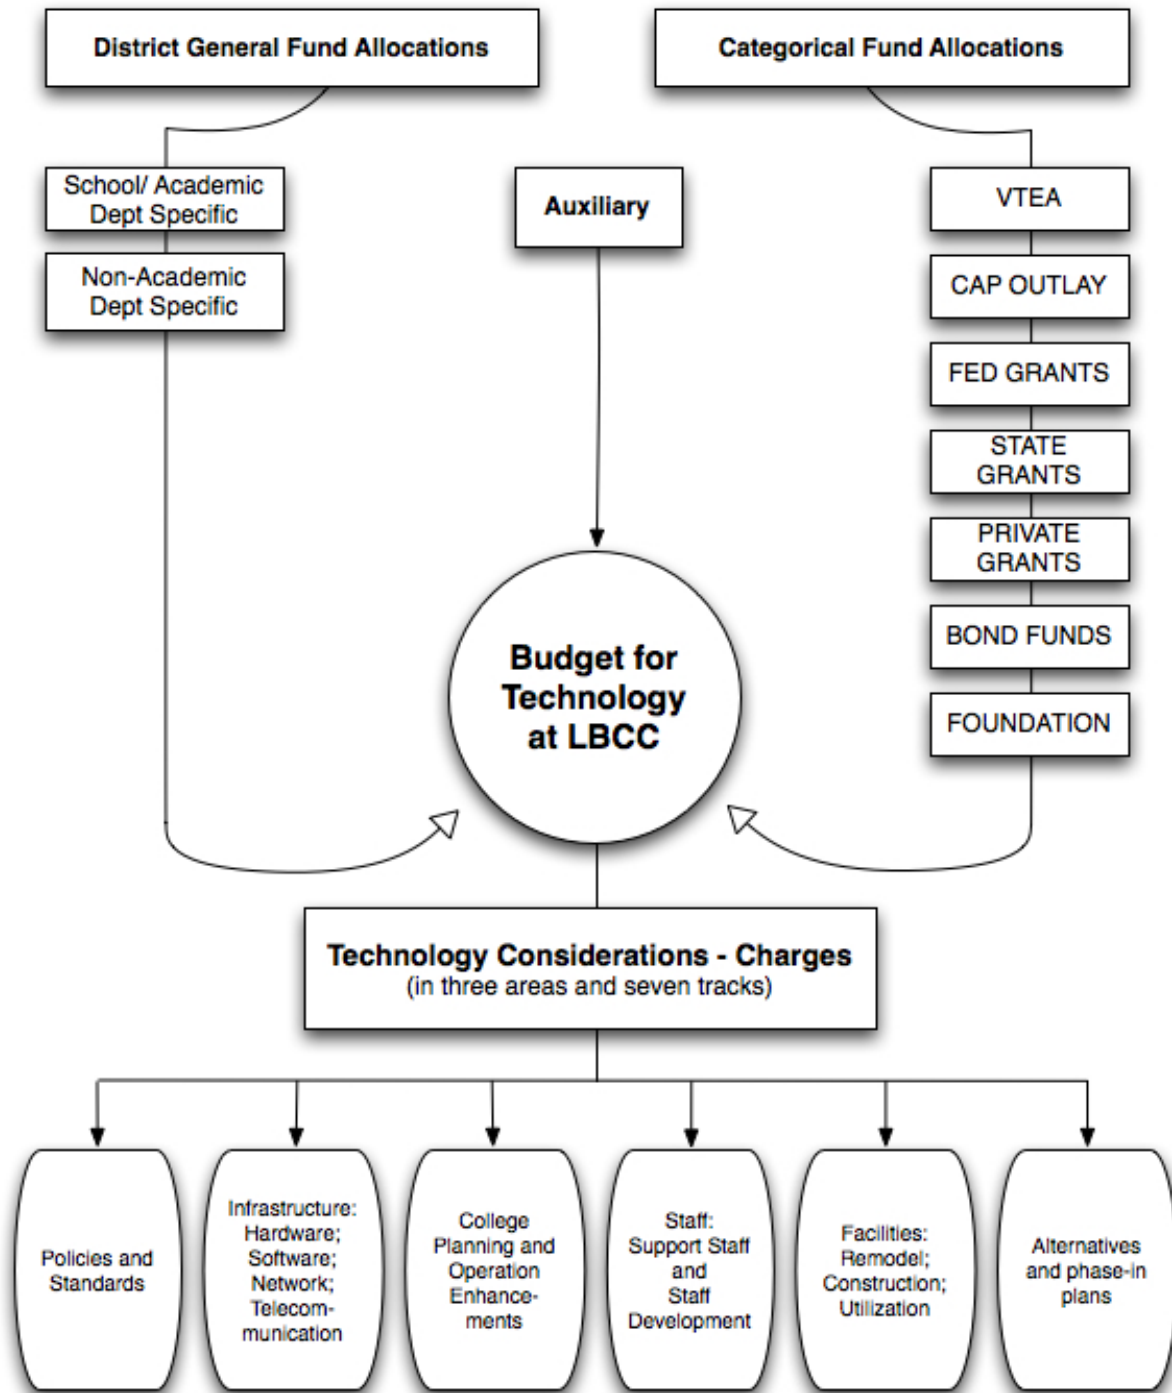 District General Fund Allocations
Categorical Fund Allocations
School/ Academic
Dept Specific
Non-Academic
Dept Specific
Auxiliary
VTEA
CAP OUTLAY
FED GRANTS
STATE
GRANTS
PRIVATE
GRANTS
BOND FUNDS
FOUNDATION
Budget for
Technology
at LBCC
Technology Considerations - Charges
(in three areas and seven tracks)
Policies and
Standards
Infrastructure:
Hardware;
Software;
Network;
Telecom-
munication
College
Planning and
Operation
Enhance-
ments
Staff:
Support Staff
and
Staff
Development
Facilities:
Remodel;
Construction;
Utilization
Alternatives
and phase-in
plans